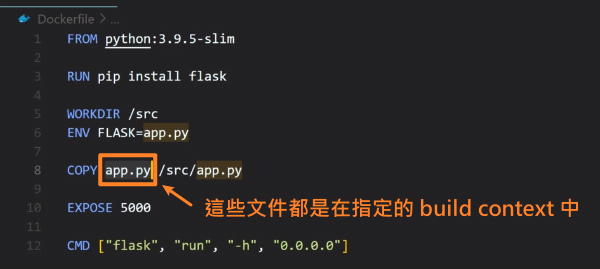 Dockerfile > ...
1 FROM python:3.9.5-slim
2
3 RUN pip install flask
4
5 WORKDIR /src
6 ENV FLASK=app.py
7
8 COPY app.py /src/app.py
9
這些文件都是在指定的 build context 中
10 EXPOSE 5000
11
12 CMD ["flask", "run", "-h", "0.0.0.0"]